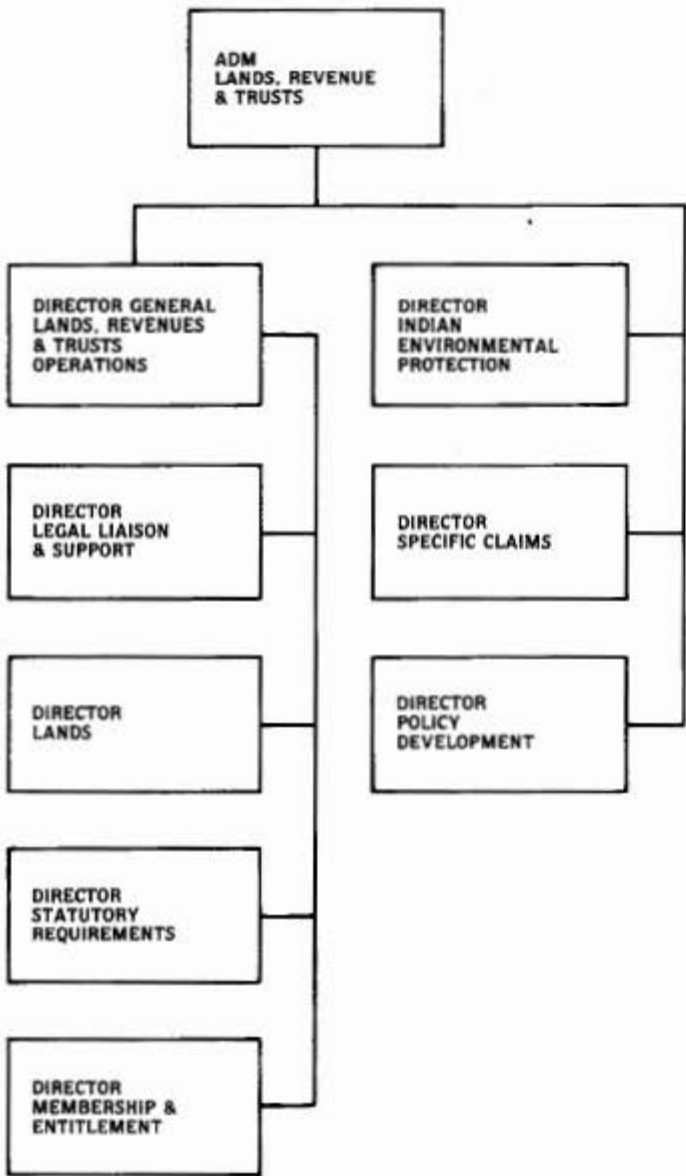 ADM
LANDS, REVENUE
& TRUSTS
DIRECTOR GENERAL
LANDS, REVENUES
& TRUSTS
OPERATIONS
DIRECTOR
LEGAL LIAISON
& SUPPORT
DIRECTOR
LANDS
DIRECTOR
STATUTORY
REQUIREMENTS
DIRECTOR
MEMBERSHIP &
ENTITLEMENT
DIRECTOR
INDIAN
ENVIRONMENTAL
PROTECTION
DIRECTOR
SPECIFIC CLAIMS
DIRECTOR
POLICY
DEVELOPMENT